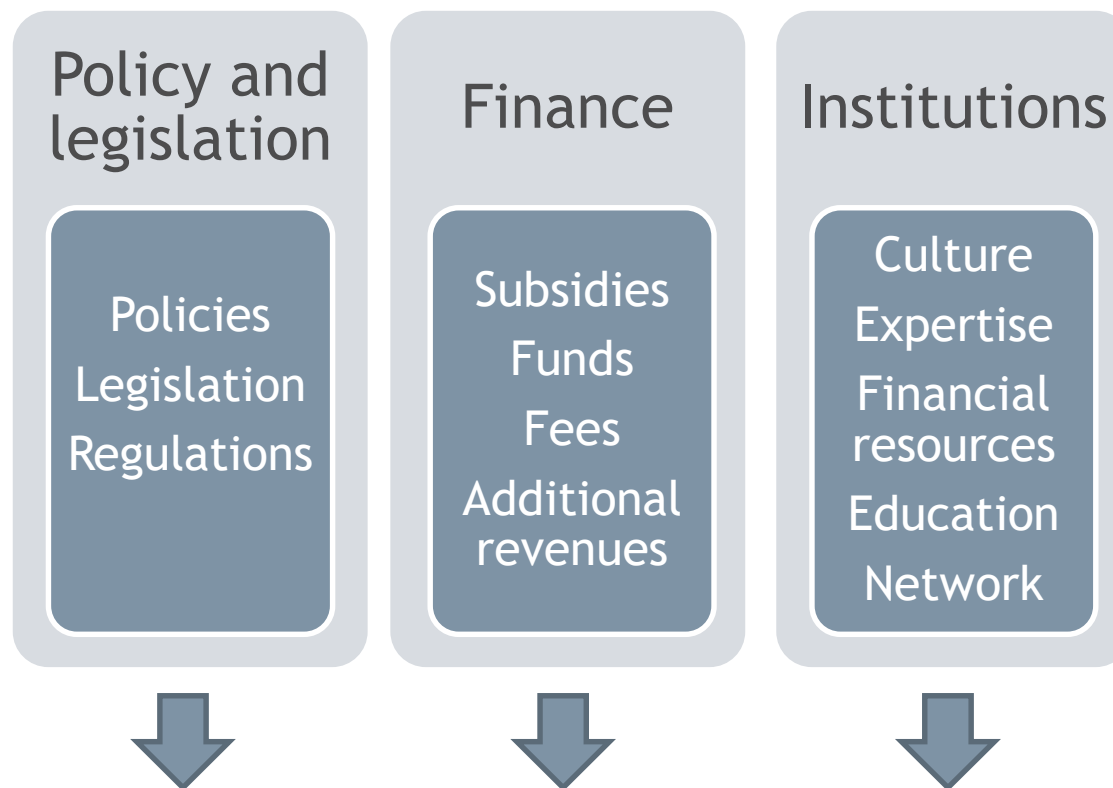 Policy and
legislation
Policies
Legislation
Regulations
Finance
Subsidies
Funds
Fees
Additional
revenues
Institutions
Culture
Expertise
Financial
resources
Education
Network